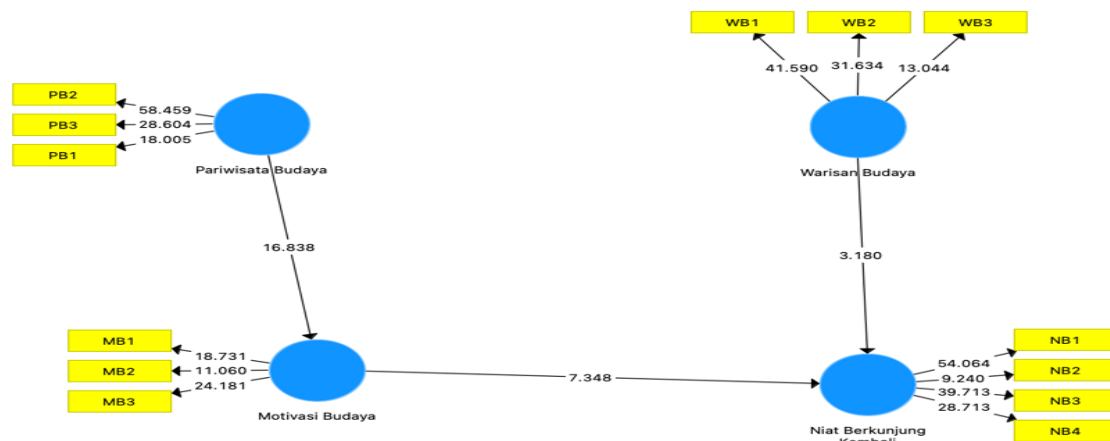 WB1
WB2
WB3
41.590
31.634
13.044
PB2
PB3
PB1
58.459
28.604
18.005
Pariwisata Budaya
Warisan Budaya
16.838
3.180
MB1
MB2
MB3
18.731
11.060
24.181
Motivasi Budaya
7.348
NB1
NB2
NB3
NB4
54.064
9.240
39.713
28.713
Niat Berkunjung
Kembali